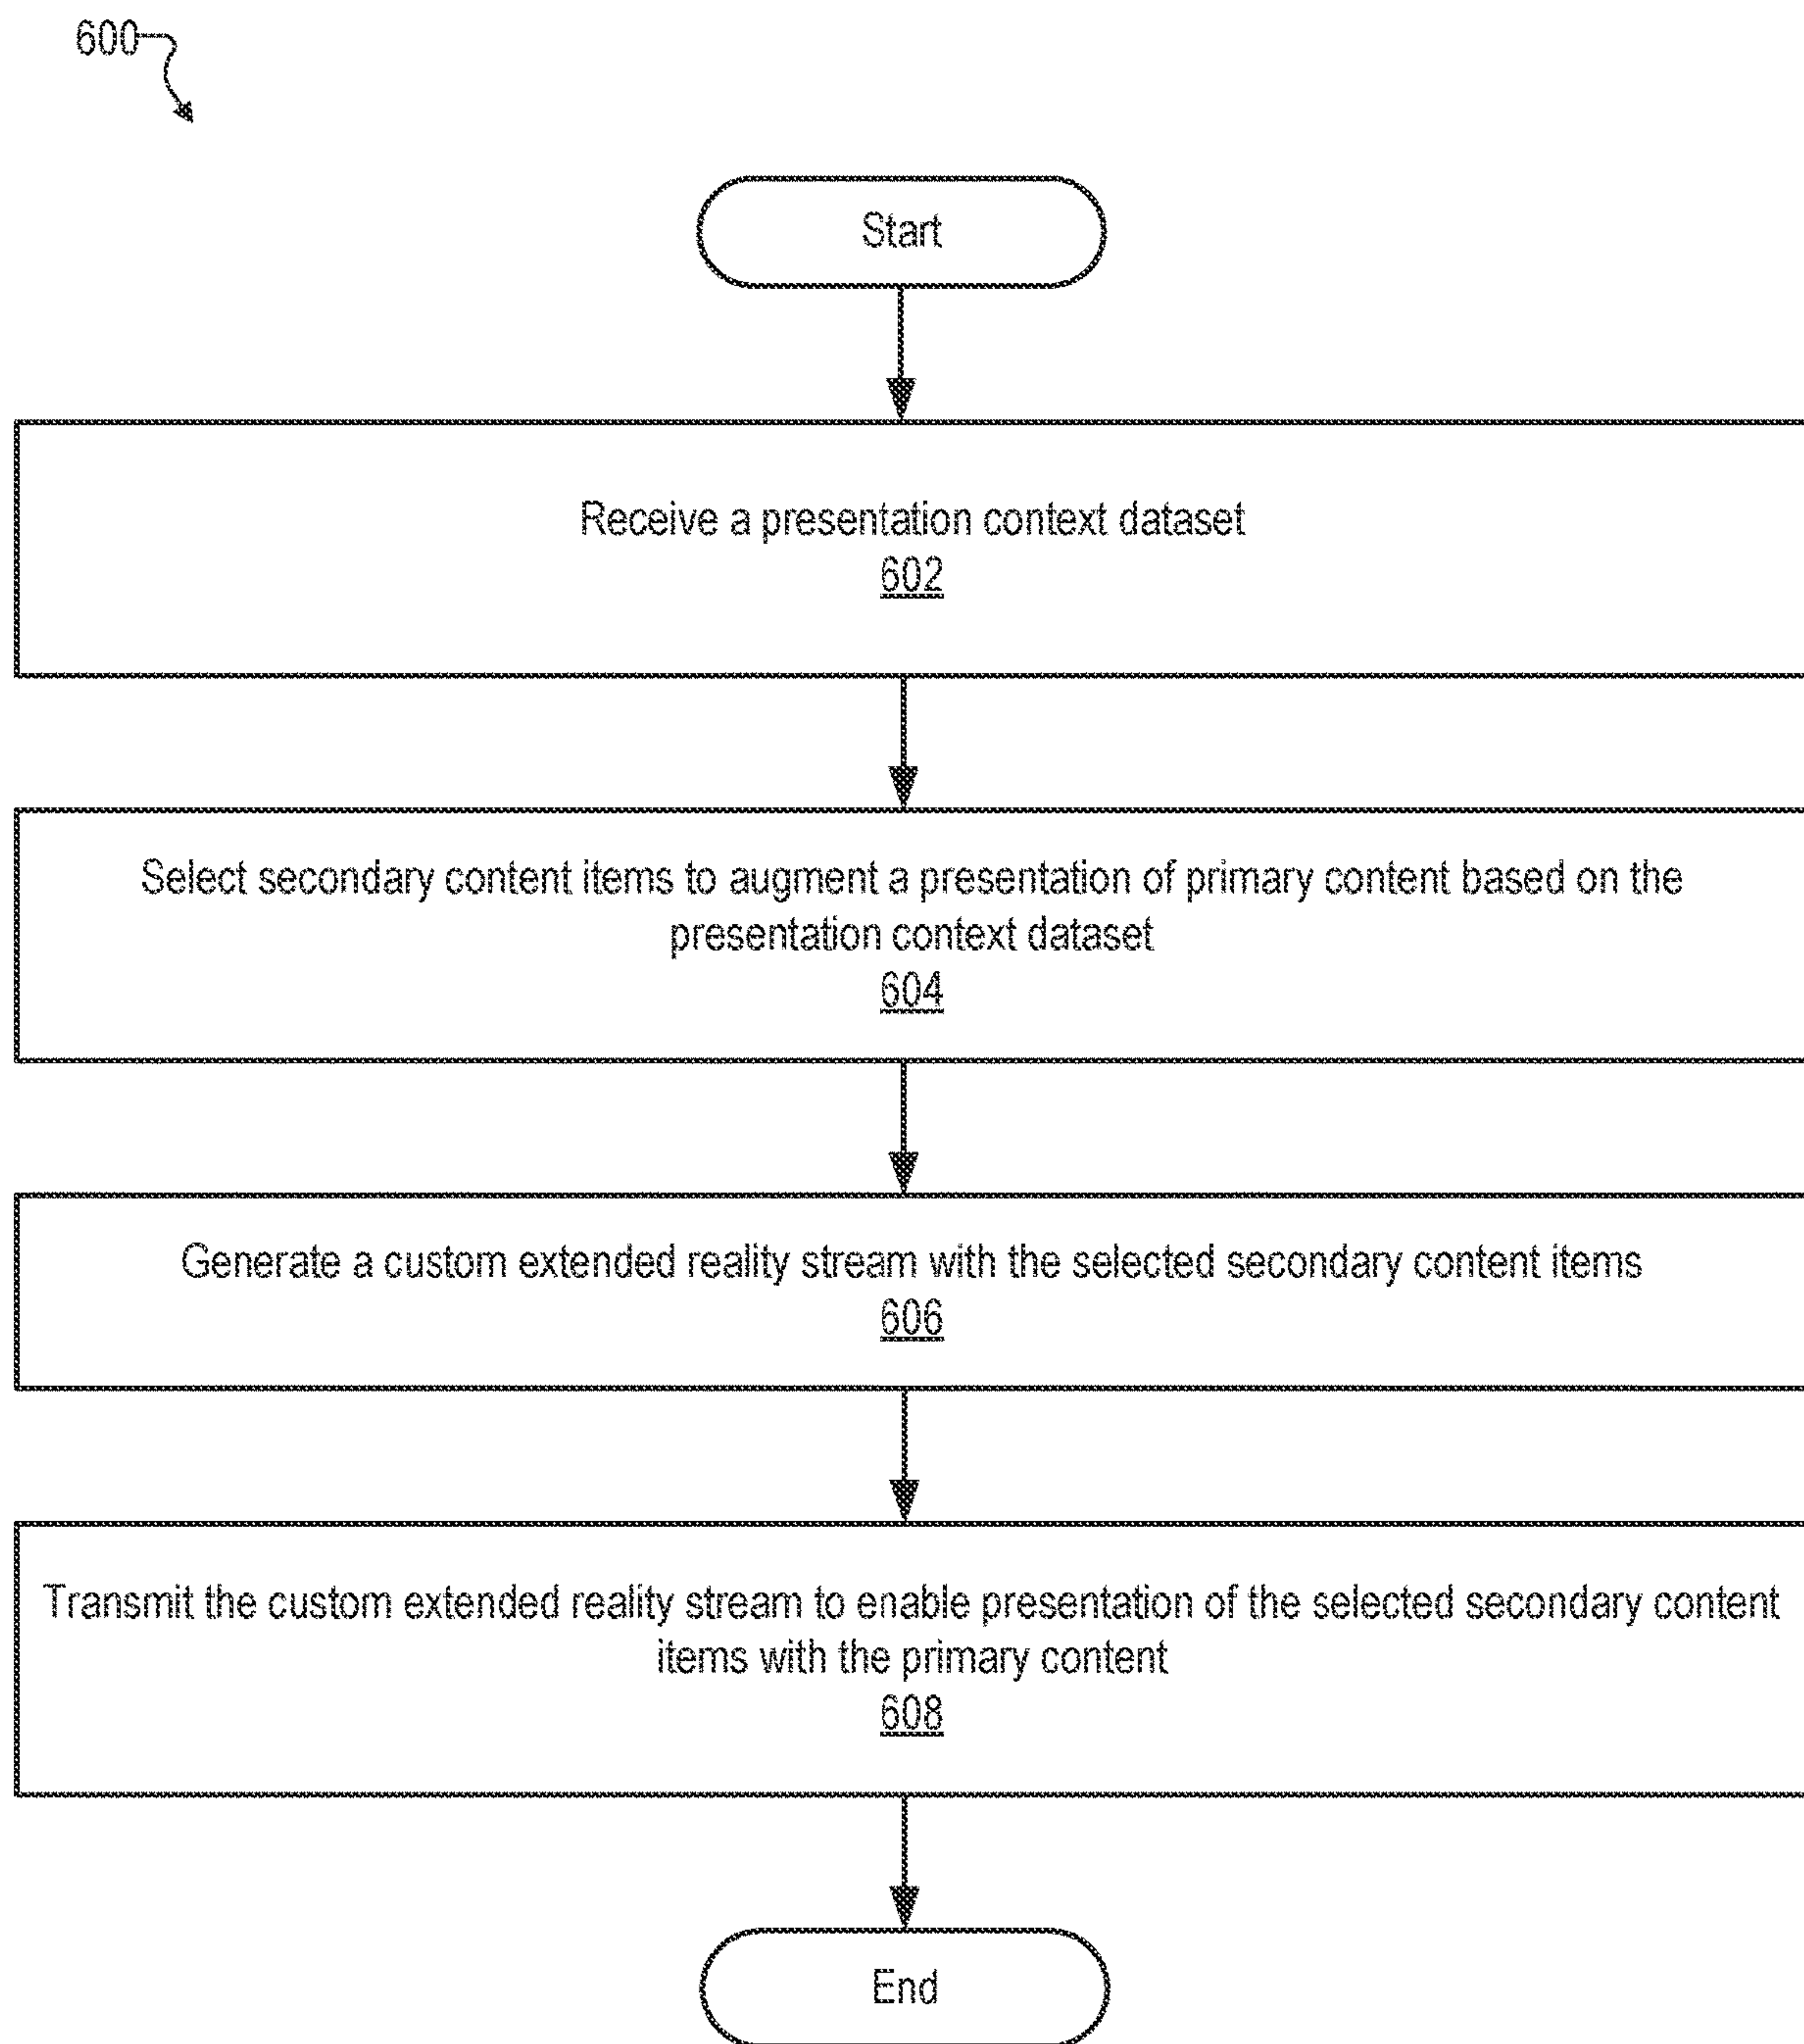 600
Start
Receive a presentation context dataset
602
Select secondary content items to augment a presentation of primary content based on the
presentation context dataset
604
Generate a custom extended reality stream with the selected secondary content items
606
Transmit the custom extended reality stream to enable presentation of the selected secondary content
items with the primary content
608
End